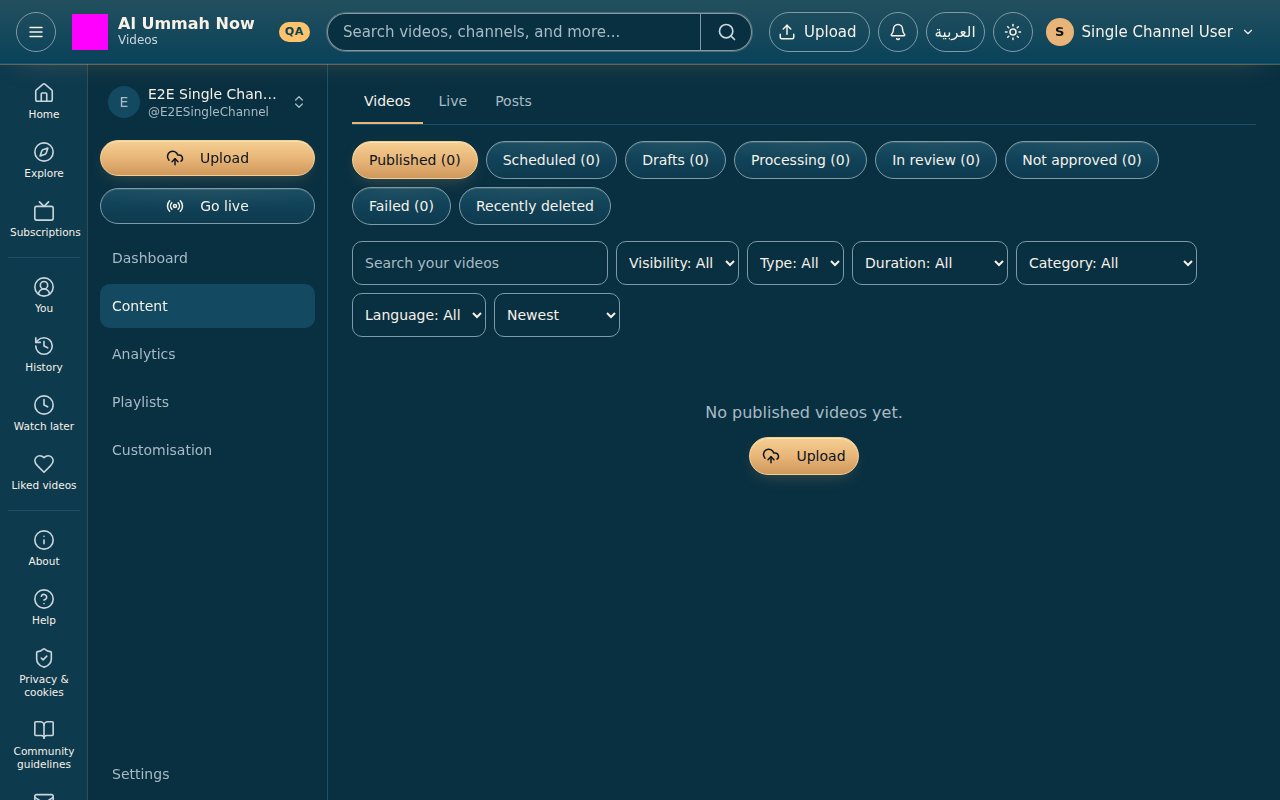 Al Ummah Now
Videos
QA
Search videos, channels, and more...
Upload
العربية
S
Single Channel User
Home
Explore
Subscriptions
You
History
Watch later
Liked videos
About
Help
Privacy &
cookies
Community
guidelines
E
E2E Single Chan...
@E2ESingleChannel
Upload
Go live
Dashboard
Content
Analytics
Playlists
Customisation
Settings
Videos Live Posts
Published (0) Scheduled (0) Drafts (0) Processing (0) In review (0) Not approved (0)
Failed (0) Recently deleted
Search your videos Visibility: All Type: All Duration: All Category: All
Language: All Newest
No published videos yet.
Upload